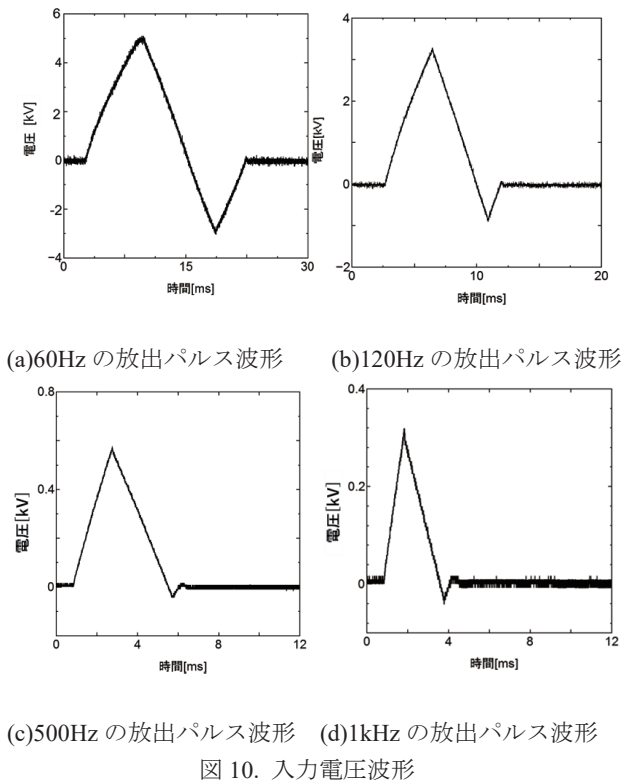 6
4
2
0
−2
−4
電圧 [kV]
0
15
30
時間[ms]
4
2
0
−2
電圧[kV]
0
10
20
時間[ms]
(a)60Hz の放出パルス波形
(b)120Hz の放出パルス波形
0.8
0.4
0
電圧[kV]
0
4
8
12
時間[ms]
0.4
0.2
0
電圧[kV]
0
4
8
12
時間[ms]
(c)500Hz の放出パルス波形
(d)1kHz の放出パルス波形
図 10. 入力電圧波形